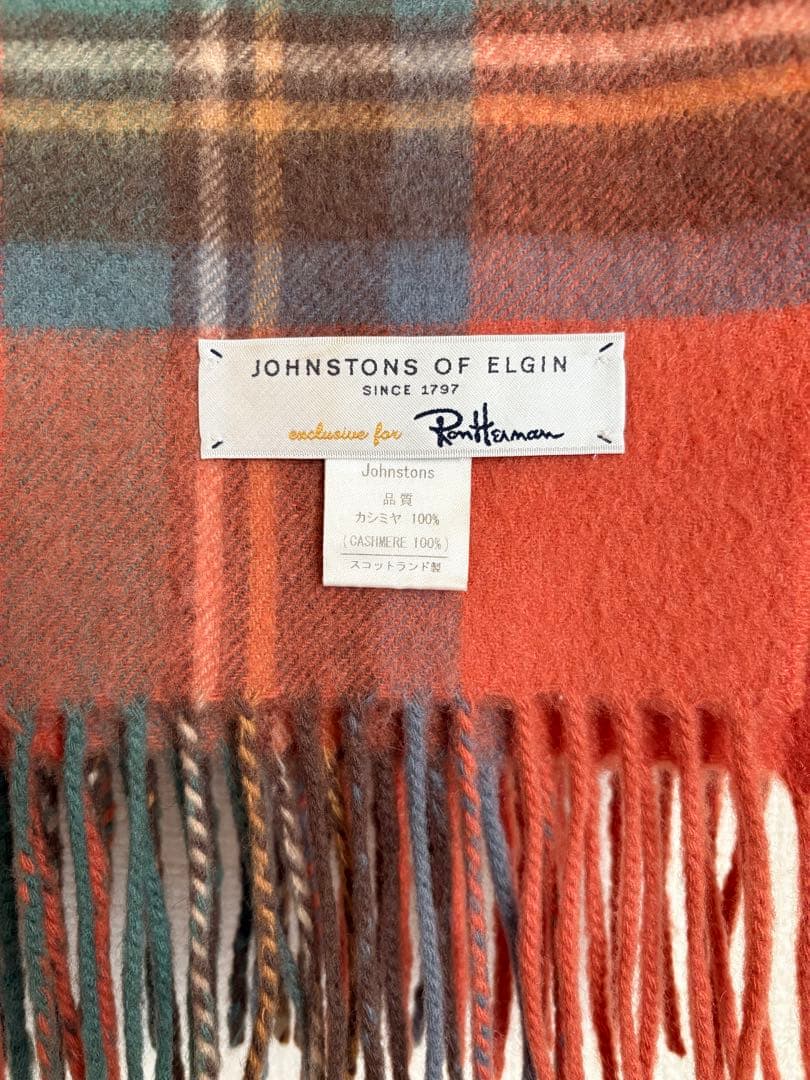 JOHNSTONS OF ELGIN
SINCE 1797
exclusive for RonHerman
Johnstons
品質
カシミヤ 100%
(CASHMERE 100%)
スコットランド製